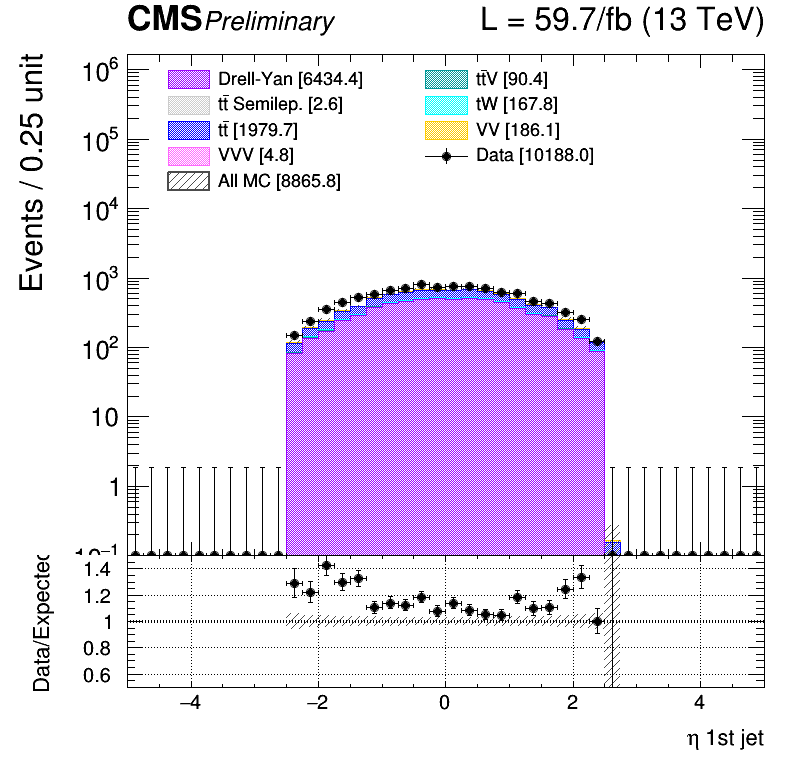 CMS Preliminary L = 59.7/fb (13 TeV)
Events / 0.25 unit
10⁶
10⁵
10⁴
10³
10²
10
1
10⁻¹
Drell-Yan [6434.4]
tt̄ Semilep. [2.6]
tt̄ [1979.7]
VVV [4.8]
All MC [8865.8]
tt̄V [90.4]
tW [167.8]
VV [186.1]
Data [10188.0]
Data/Expected
1.4
1.2
1
0.8
0.6
−4 −2 0 2 4
η 1st jet